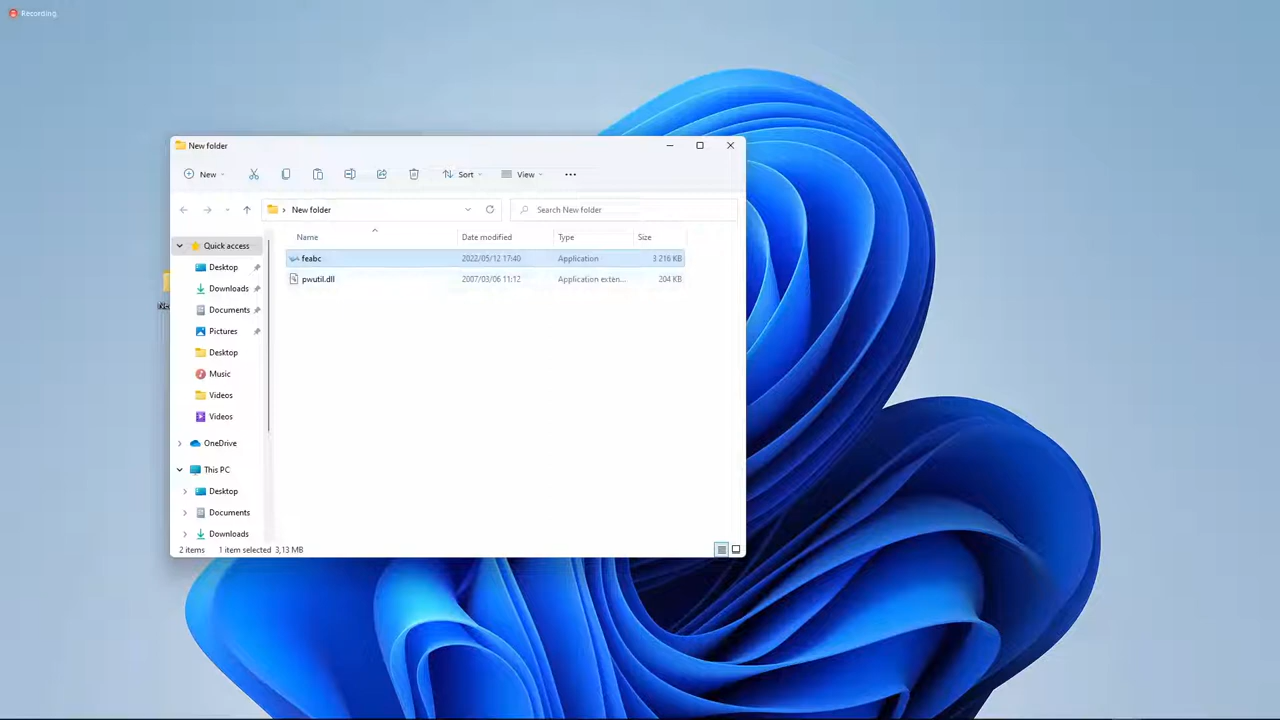 Recording
New folder
New
Sort
View
New folder
Search New folder
Name
Date modified
Type
Size
Quick access
feabc
2022/05/12 17:40
Application
3 216 KB
Desktop
pwutil.dll
2007/03/06 11:12
Application exten...
204 KB
Downloads
Documents
Pictures
Desktop
Music
Videos
Videos
OneDrive
This PC
Desktop
Documents
Downloads
2 items
1 item selected 3,13 MB